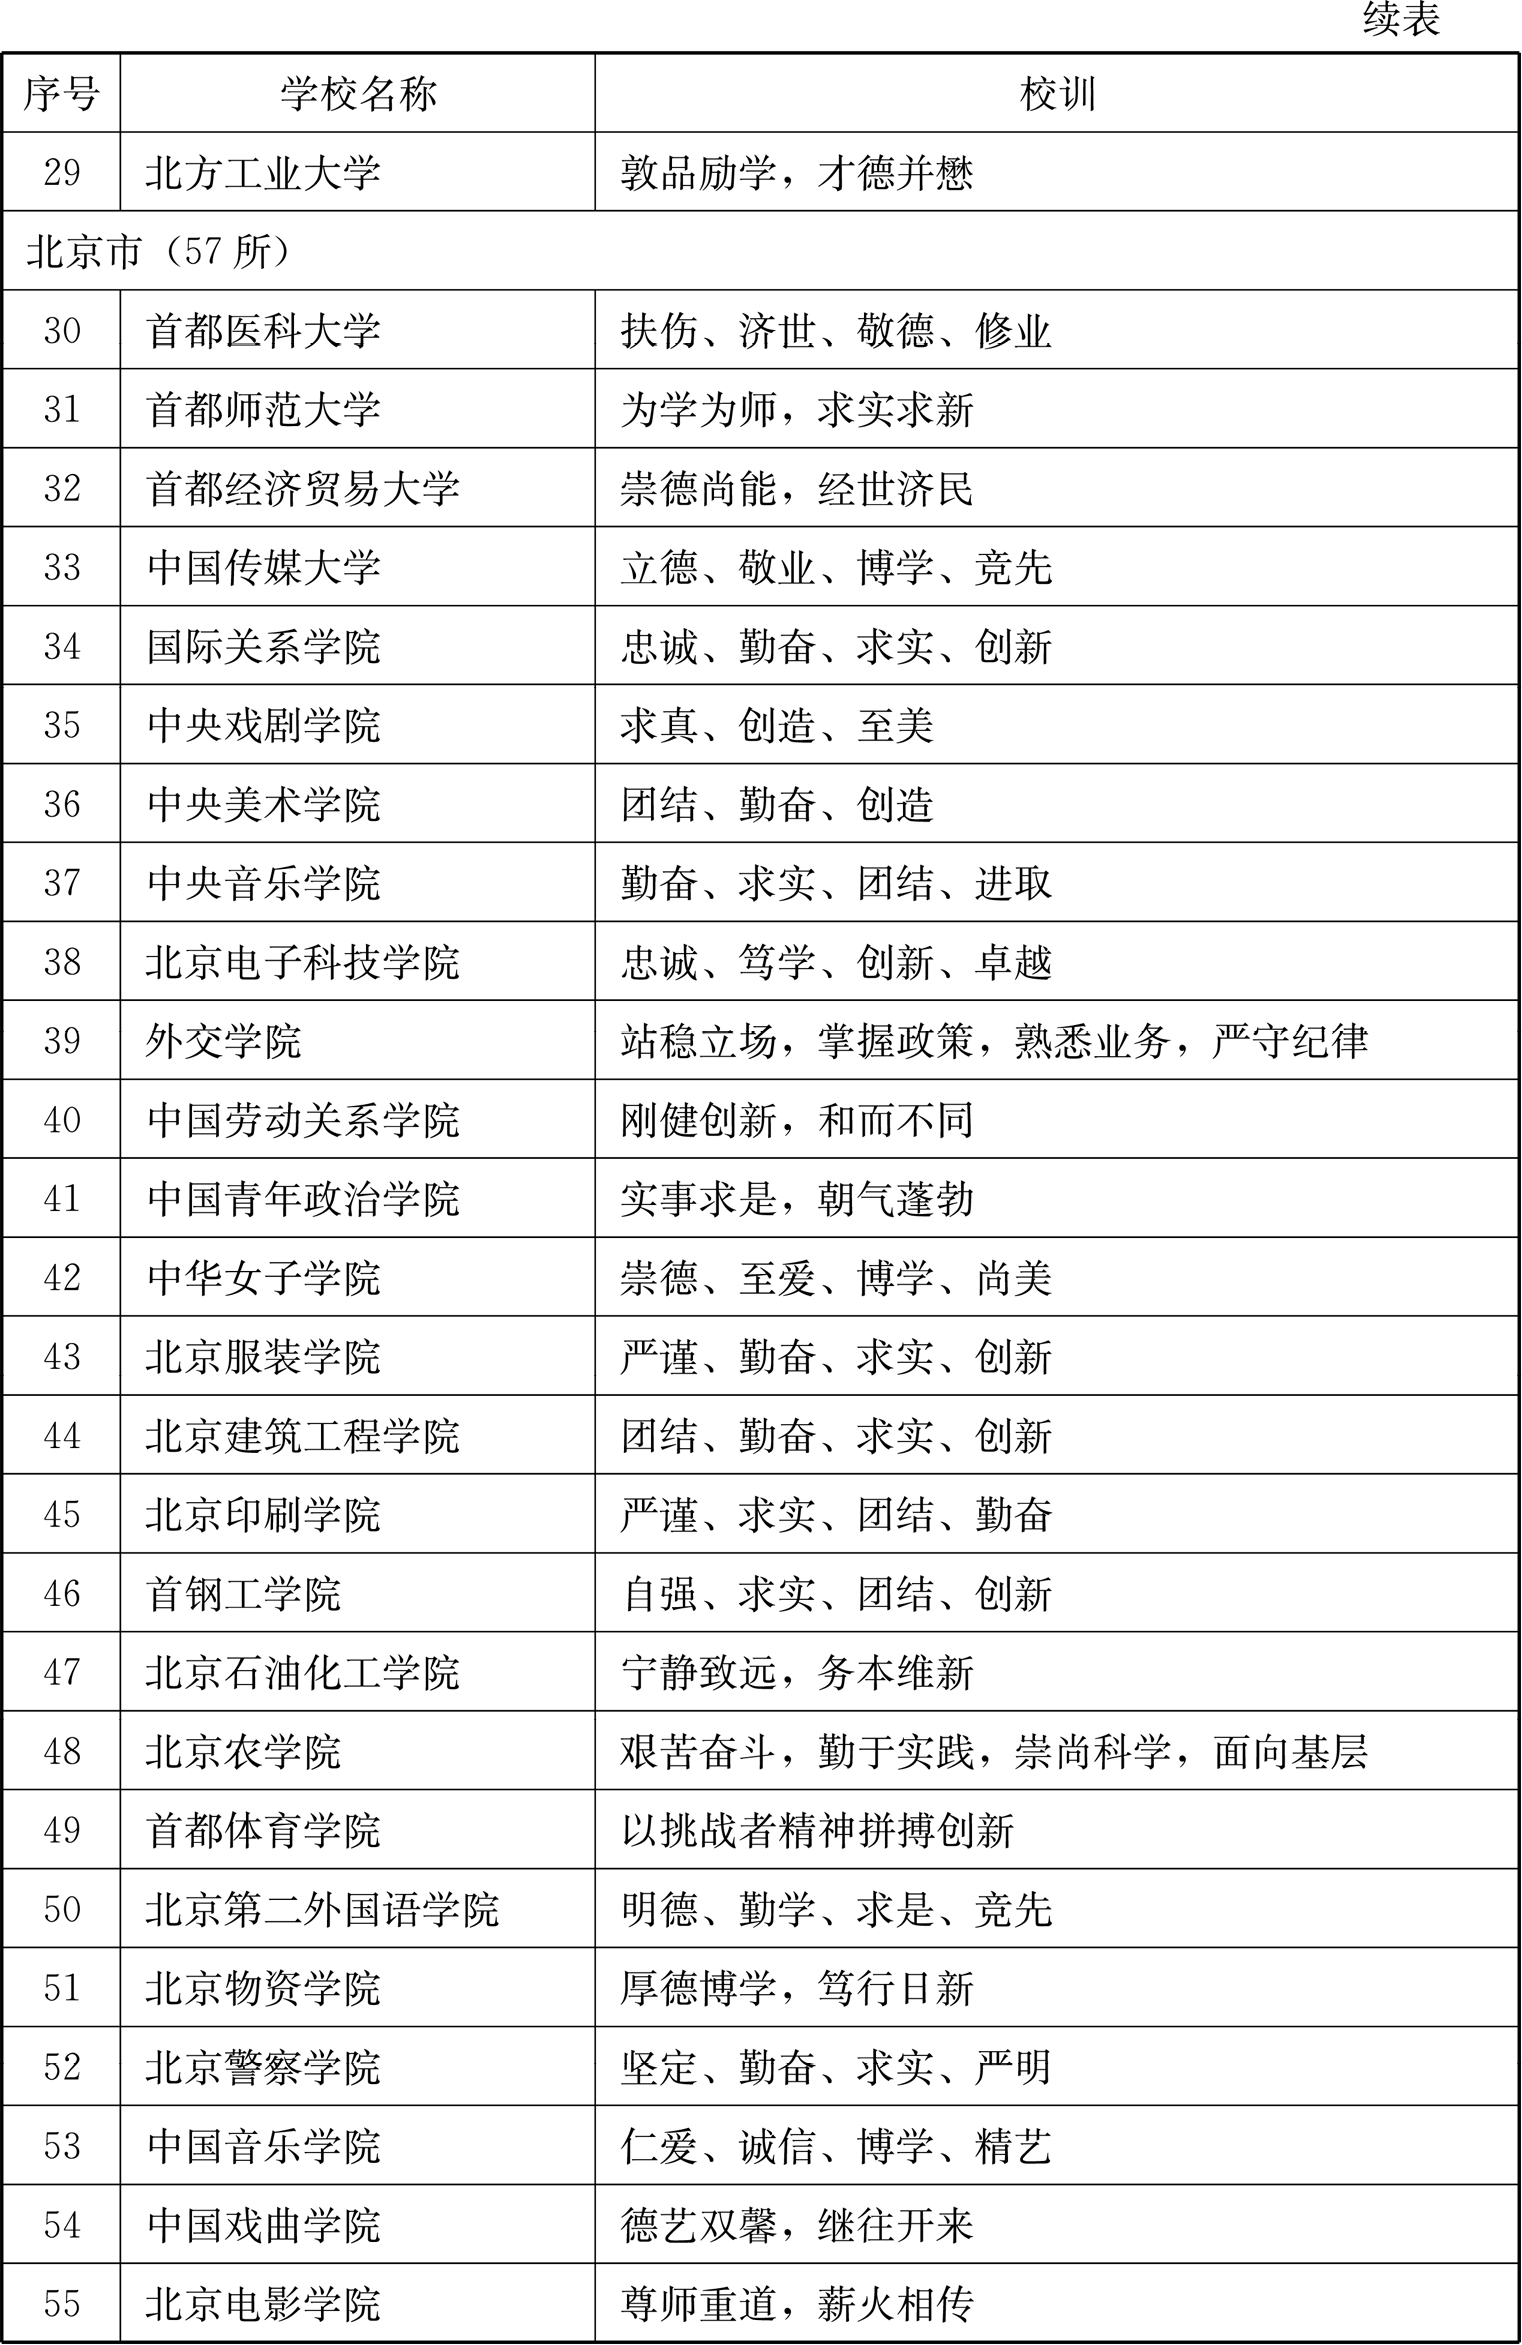 续表
序号 学校名称 校训
29 北方工业大学 敦品励学，才德并懋
北京市（57 所）
30 首都医科大学 扶伤、济世、敬德、修业
31 首都师范大学 为学为师，求实求新
32 首都经济贸易大学 崇德尚能，经世济民
33 中国传媒大学 立德、敬业、博学、竞先
34 国际关系学院 忠诚、勤奋、求实、创新
35 中央戏剧学院 求真、创造、至美
36 中央美术学院 团结、勤奋、创造
37 中央音乐学院 勤奋、求实、团结、进取
38 北京电子科技学院 忠诚、笃学、创新、卓越
39 外交学院 站稳立场，掌握政策，熟悉业务，严守纪律
40 中国劳动关系学院 刚健创新，和而不同
41 中国青年政治学院 实事求是，朝气蓬勃
42 中华女子学院 崇德、至爱、博学、尚美
43 北京服装学院 严谨、勤奋、求实、创新
44 北京建筑工程学院 团结、勤奋、求实、创新
45 北京印刷学院 严谨、求实、团结、勤奋
46 首钢工学院 自强、求实、团结、创新
47 北京石油化工学院 宁静致远，务本维新
48 北京农学院 艰苦奋斗，勤于实践，崇尚科学，面向基层
49 首都体育学院 以挑战者精神拼搏创新
50 北京第二外国语学院 明德、勤学、求是、竞先
51 北京物资学院 厚德博学，笃行日新
52 北京警察学院 坚定、勤奋、求实、严明
53 中国音乐学院 仁爱、诚信、博学、精艺
54 中国戏曲学院 德艺双馨，继往开来
55 北京电影学院 尊师重道，薪火相传